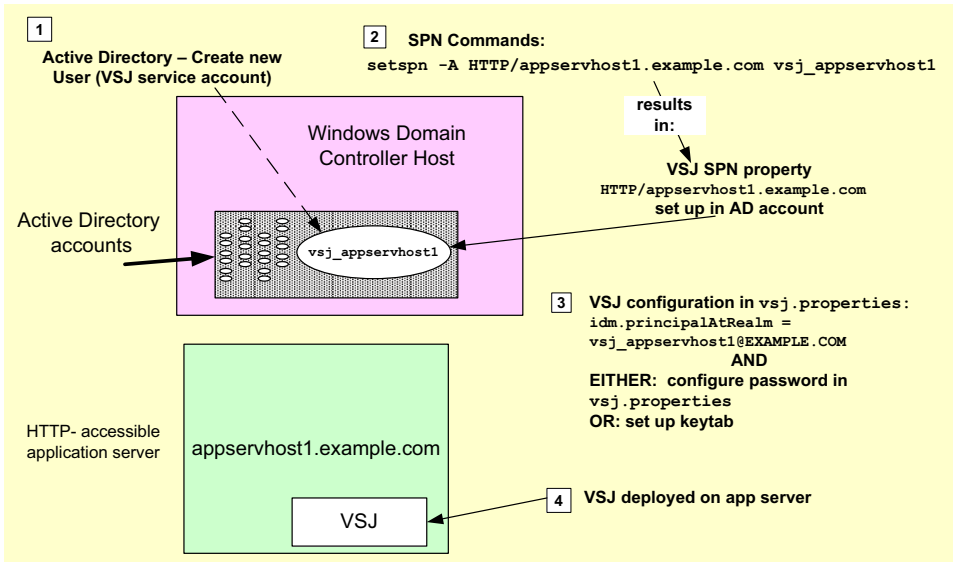 1
Active Directory – Create new
User (VSJ service account)
2
SPN Commands:
setspn -A HTTP/appservhost1.example.com vsj_appservhost1
results
in:
VSJ SPN property
HTTP/appservhost1.example.com
set up in AD account
Windows Domain
Controller Host
Active Directory
accounts
vsj_appservhost1
3
VSJ configuration in vsj.properties:
idm.principalAtRealm =
vsj_appservhost1@EXAMPLE.COM
AND
EITHER: configure password in
vsj.properties
OR: set up keytab
HTTP- accessible
application server
appservhost1.example.com
4
VSJ deployed on app server
VSJ